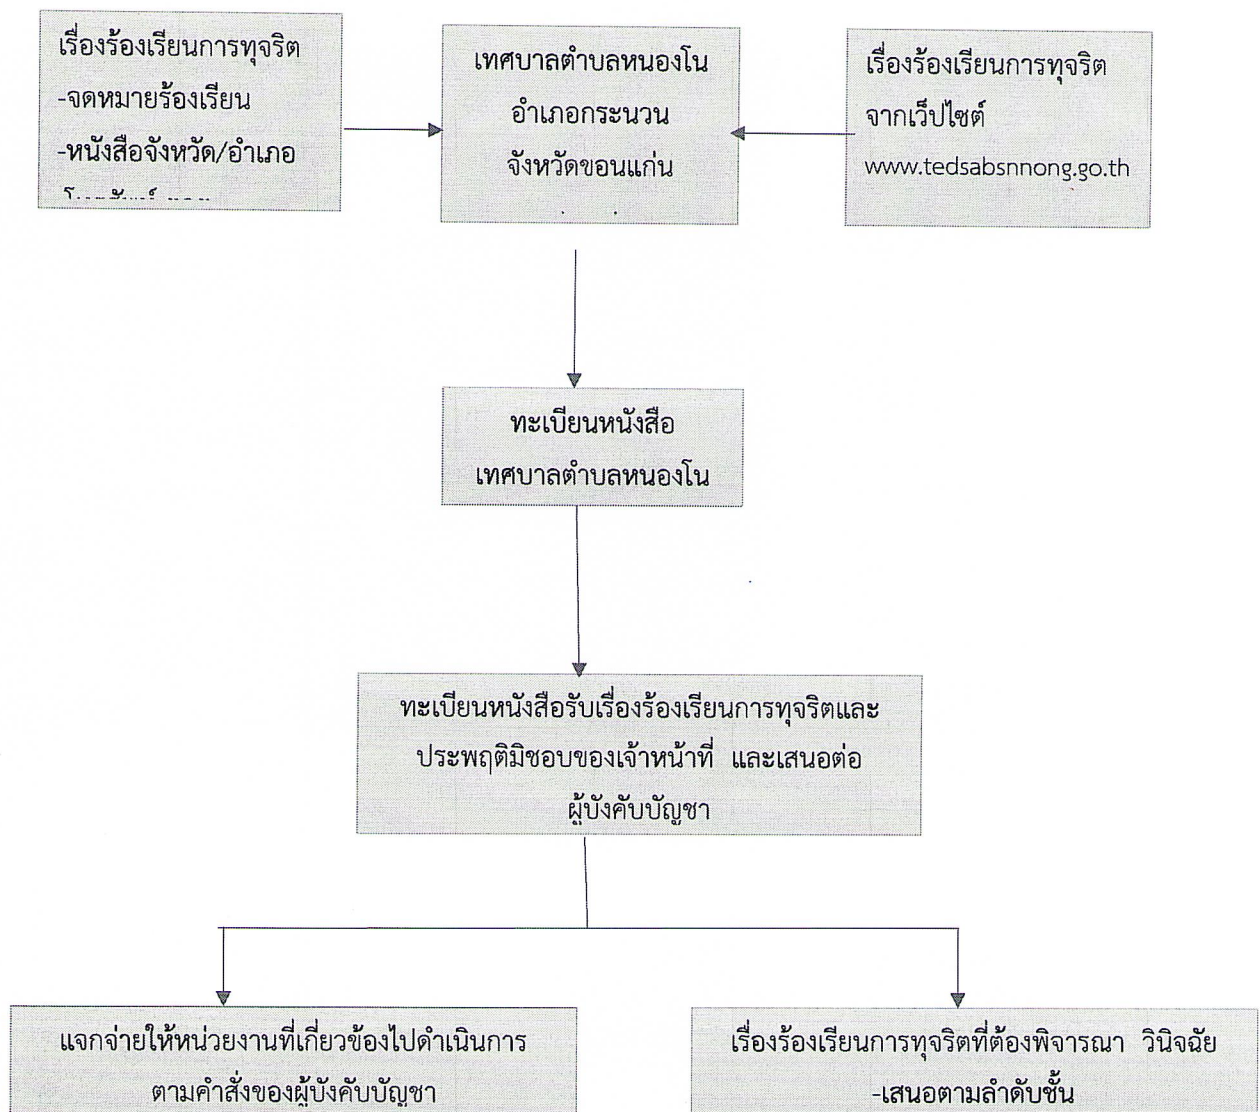 เรื่องร้องเรียนการทุจริต
-จดหมายร้องเรียน
-หนังสือจังหวัด/อำเภอ
เทศบาลตำบลหนองโน
อำเภอกระนวน
จังหวัดขอนแก่น
เรื่องร้องเรียนการทุจริต
จากเว็ปไซต์
www.tedsabsnnong.go.th
ทะเบียนหนังสือ
เทศบาลตำบลหนองโน
ทะเบียนหนังสือรับเรื่องร้องเรียนการทุจริตและ
ประพฤติมิชอบของเจ้าหน้าที่ และเสนอต่อ
ผู้บังคับบัญชา
แจกจ่ายให้หน่วยงานที่เกี่ยวข้องไปดำเนินการ
ตามคำสั่งของผู้บังคับบัญชา
เรื่องร้องเรียนการทุจริตที่ต้องพิจารณา วินิจฉัย
-เสนอตามลำดับชั้น